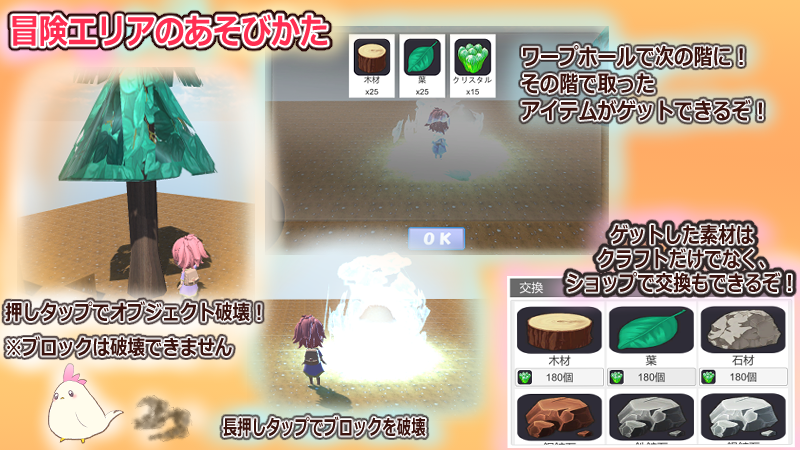 冒険エリアのあそびかた
木材
葉
クリスタル
x25
x25
x15
ワープホールで次の階に！
その階で取った
アイテムがゲットできるぞ！
OK
押しタップでオブジェクト破壊！
※ブロックは破壊できません
長押しタップでブロックを破壊
ゲットした素材は
クラフトだけでなく、
ショップで交換もできるぞ！
交換
木材
葉
石材
180個
180個
180個